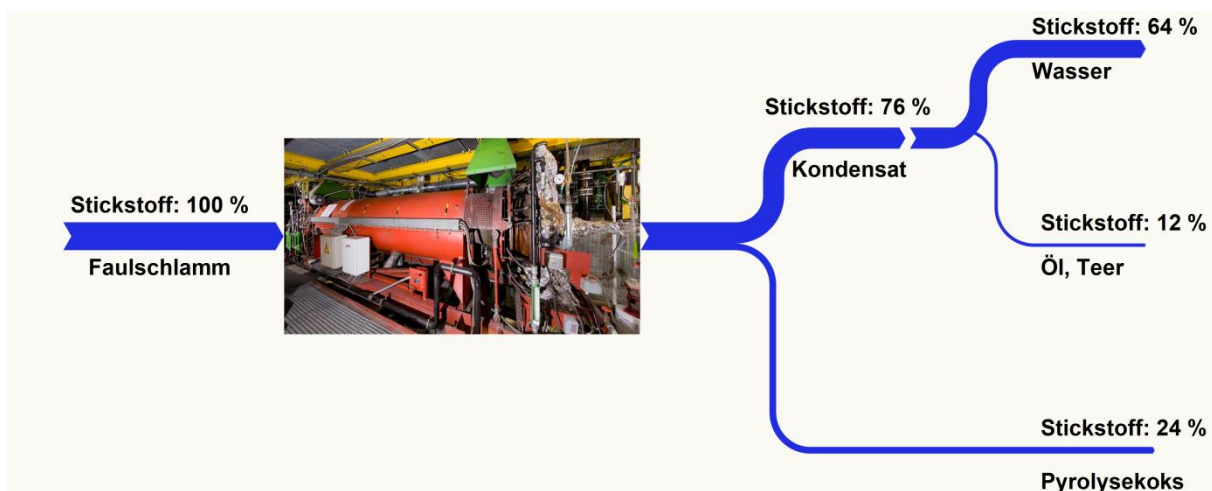 Stickstoff: 64 %
Wasser
Stickstoff: 76 %
Kondensat
Stickstoff: 100 %
Faulschlamm
Stickstoff: 12 %
Öl, Teer
Stickstoff: 24 %
Pyrolysekoks